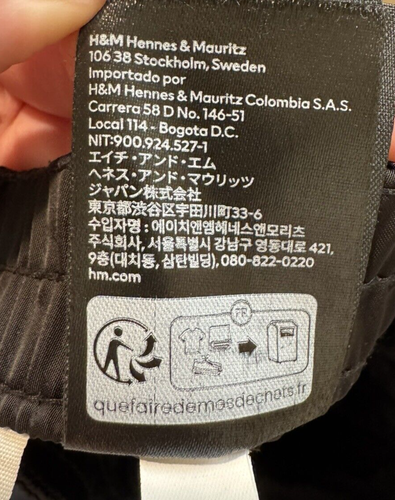 H&M Hennes & Mauritz
106 38 Stockholm, Sweden
Importado por
H&M Hennes & Mauritz Colombia S.A.S.
Carrera 58 D No. 146-51
Local 114 - Bogota D.C.
NIT:900.924.527-1
エイチ・アンド・エム
ヘネス・アンド・マウリッツ
ジャパン株式会社
東京都渋谷区宇田川町33-6
수입자명 : 에이치앤엠헤네스앤모리츠
주식회사, 서울특별시 강남구 영동대로 421,
9층(대치동, 삼탄빌딩), 080-822-0220
hm.com
FR
quefairedemesdechets.fr